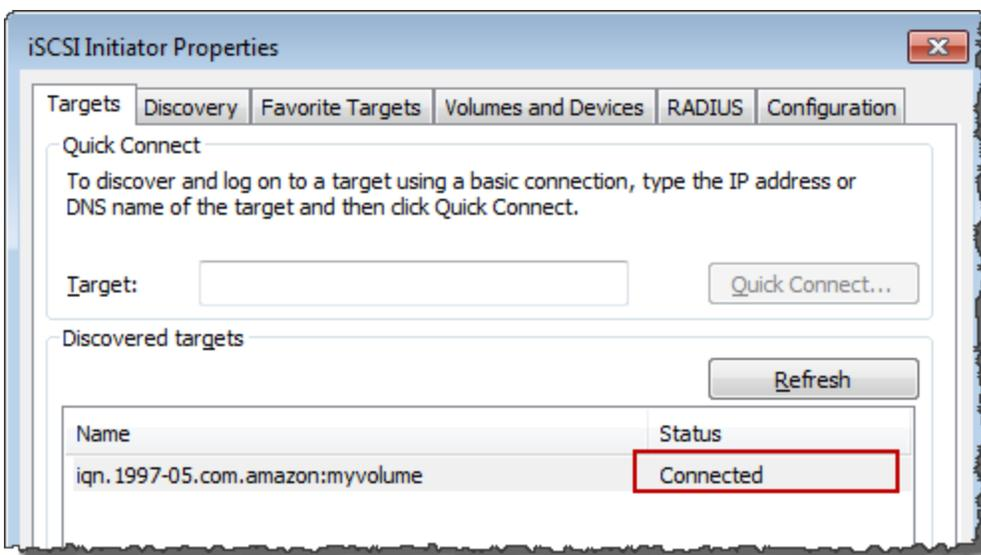 iSCSI Initiator Properties
Targets Discovery Favorite Targets Volumes and Devices RADIUS Configuration
Quick Connect
To discover and log on to a target using a basic connection, type the IP address or
DNS name of the target and then click Quick Connect.
Target: Quick Connect...
Discovered targets
Refresh
Name Status
iqn.1997-05.com.amazon:myvolume Connected